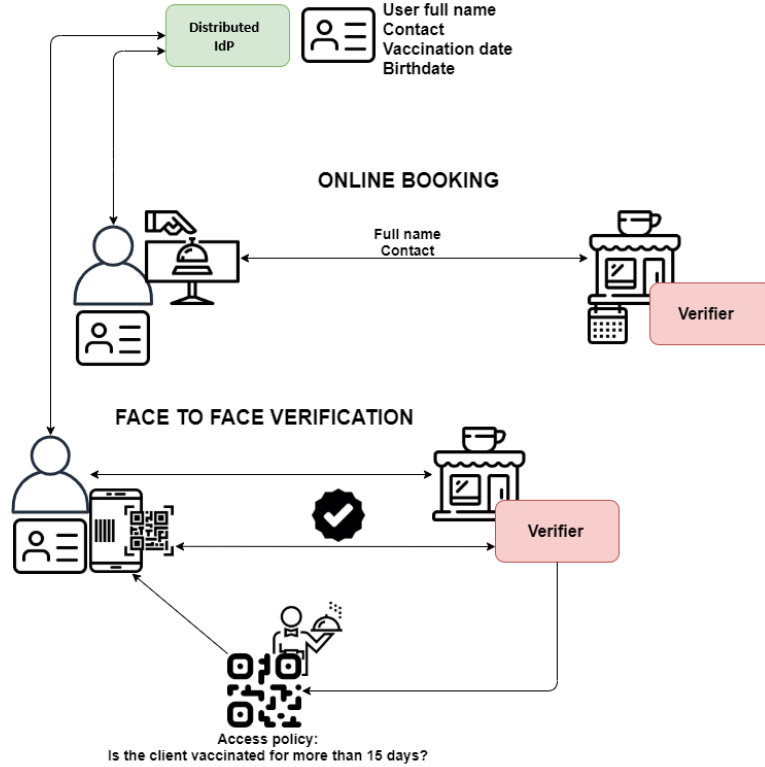 Distributed
IdP
User full name
Contact
Vaccination date
Birthdate
ONLINE BOOKING
Full name
Contact
Verifier
FACE TO FACE VERIFICATION
Verifier
Access policy:
Is the client vaccinated for more than 15 days?